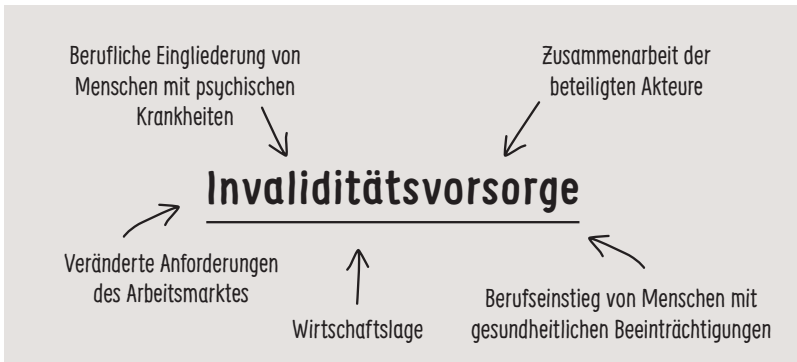 Berufliche Eingliederung von
Menschen mit psychischen
Krankheiten
Zusammenarbeit der
beteiligten Akteure
Invaliditätsvorsorge
Veränderte Anforderungen
des Arbeitsmarktes
Wirtschaftslage
Berufseinstieg von Menschen mit
gesundheitlichen Beeinträchtigungen